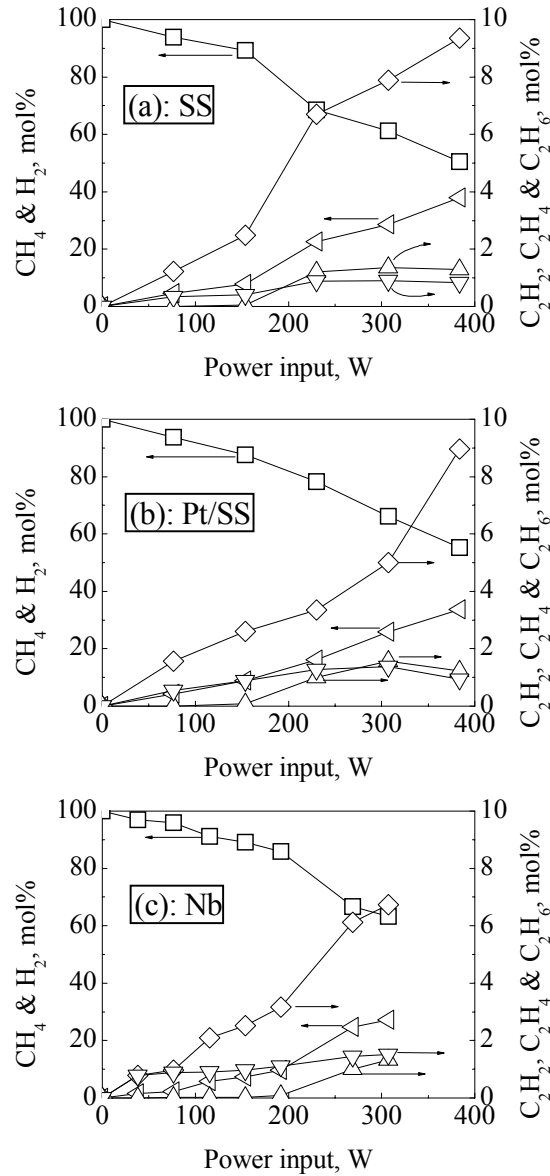 (a): SS
CH₄ & H₂, mol%
100
80
60
40
20
0
10
8
6
4
2
0
C₂H₂, C₂H₄ & C₂H₆, mol%
0 100 200 300 400
Power input, W
(b): Pt/SS
CH₄ & H₂, mol%
100
80
60
40
20
0
10
8
6
4
2
0
C₂H₂, C₂H₄ & C₂H₆, mol%
0 100 200 300 400
Power input, W
(c): Nb
CH₄ & H₂, mol%
100
80
60
40
20
0
10
8
6
4
2
0
C₂H₂, C₂H₄ & C₂H₆, mol%
0 100 200 300 400
Power input, W